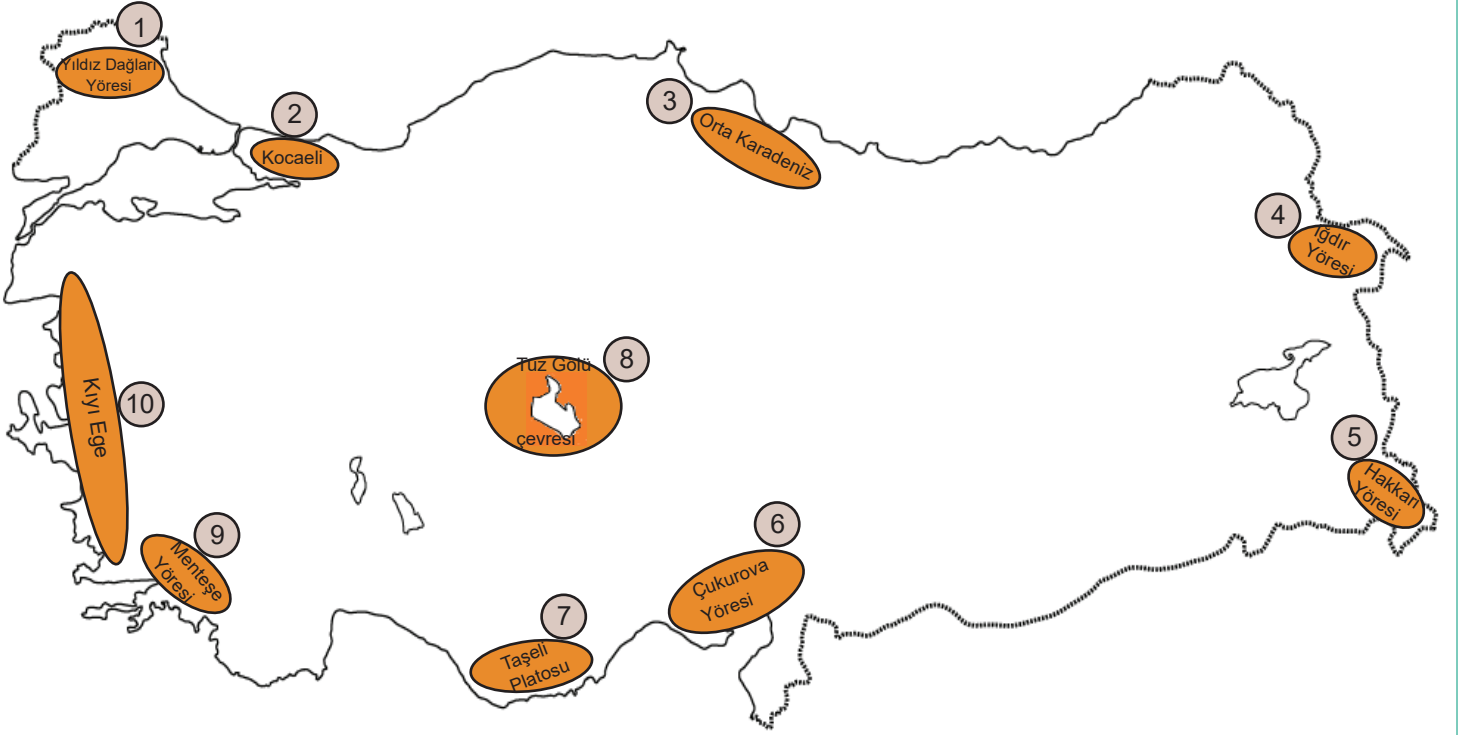 1
Yıldız Dağları
Yöresi
2
Kocaeli
3
Orta Karadeniz
4
Iğdır
Yöresi
5
Hakkari
Yöresi
6
Çukurova
Yöresi
7
Taşeli
Platosu
8
Tuz Gölü
çevresi
9
Menteşe
Yöresi
10
Kıyı Ege